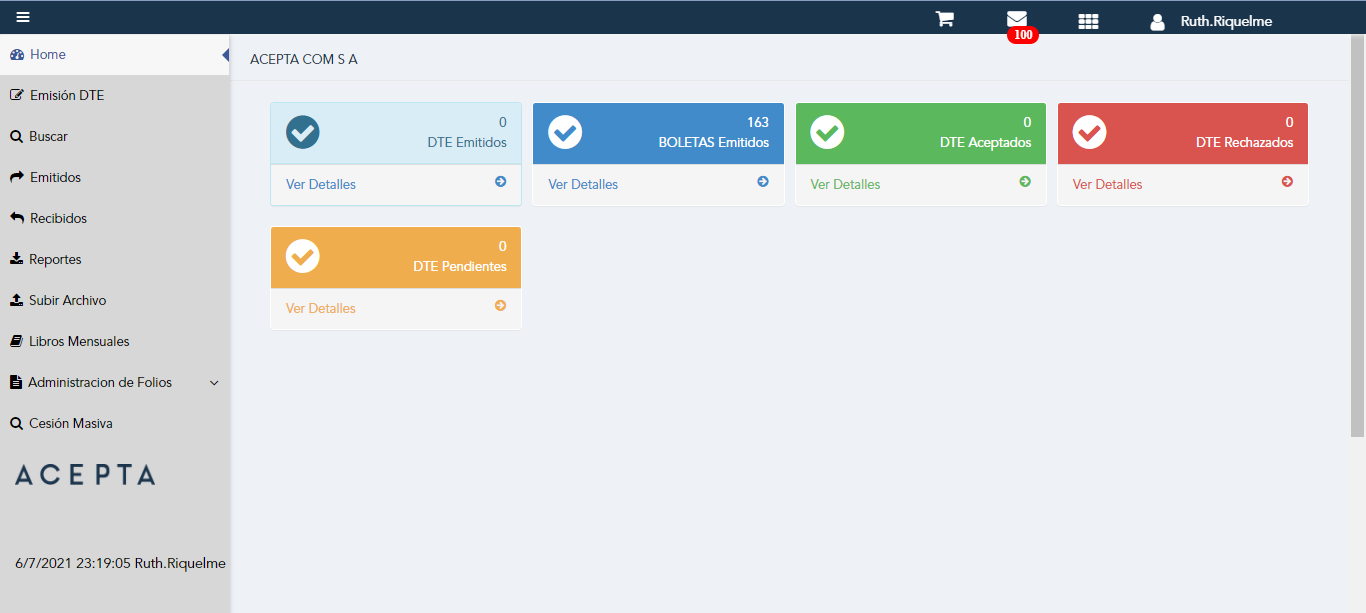 100
Ruth.Riquelme
Home
Emisión DTE
Buscar
Emitidos
Recibidos
Reportes
Subir Archivo
Libros Mensuales
Administracion de Folios
Cesión Masiva
ACEPTA
6/7/2021 23:19:05 Ruth.Riquelme
ACEPTA COM S A
0
DTE Emitidos
Ver Detalles
163
BOLETAS Emitidos
Ver Detalles
0
DTE Aceptados
Ver Detalles
0
DTE Rechazados
Ver Detalles
0
DTE Pendientes
Ver Detalles